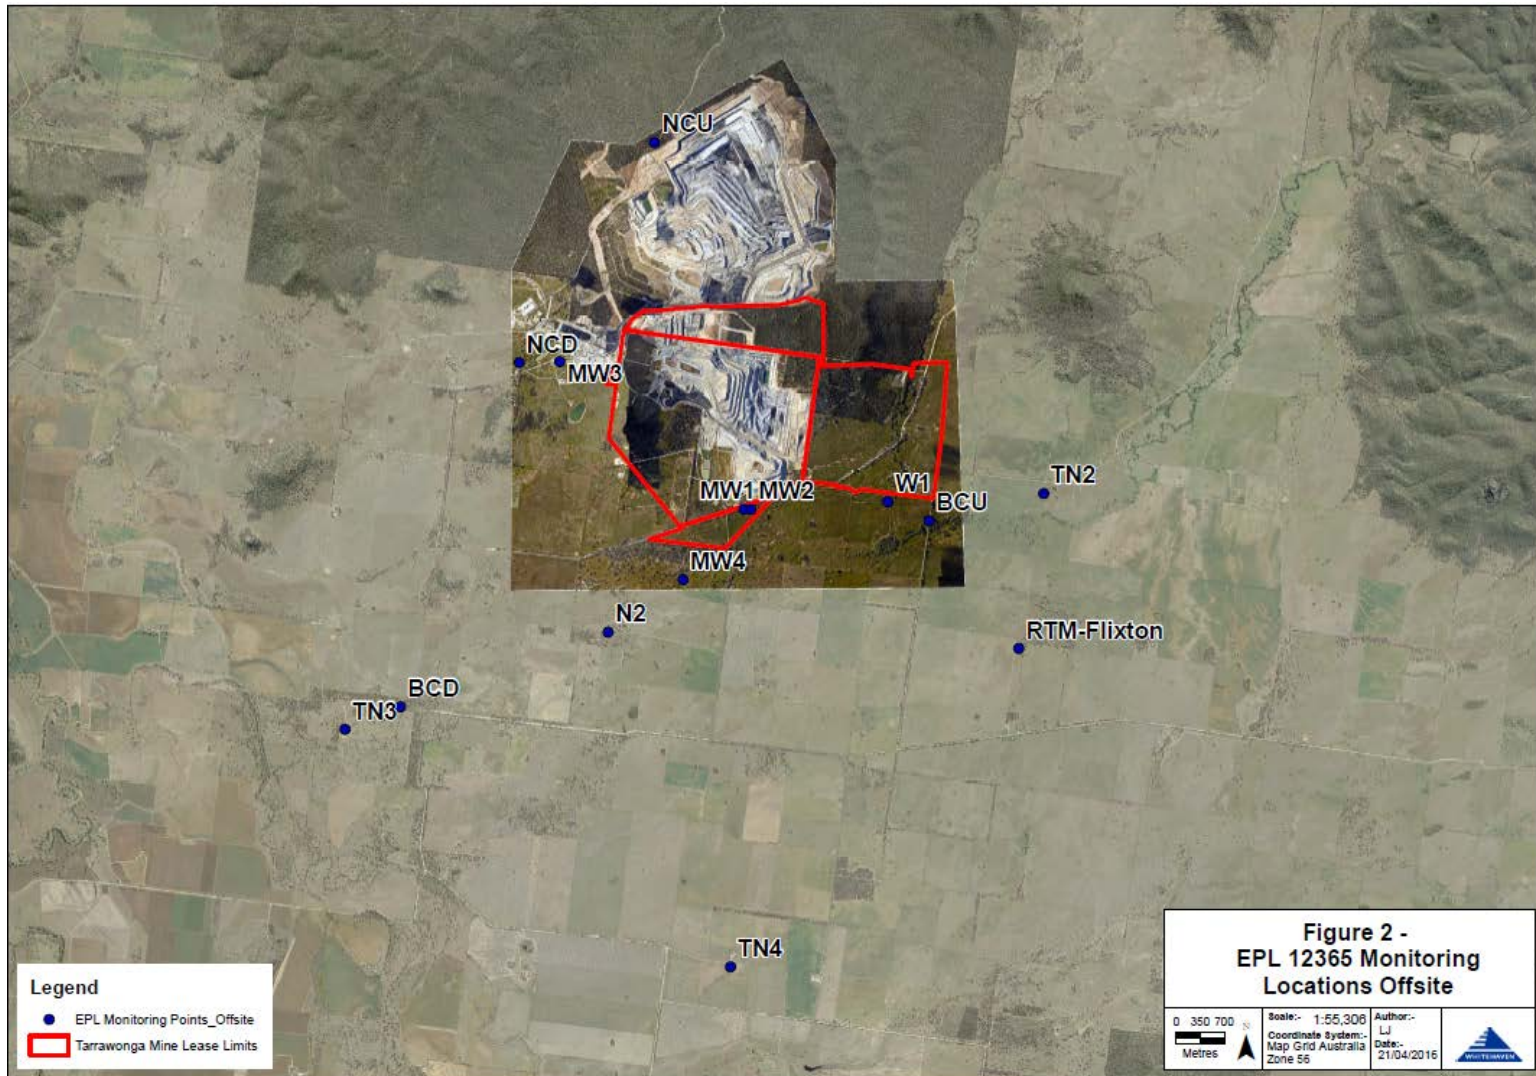 NCU
NCD
MW3
MW1 MW2
W1
BCU
TN2
MW4
N2
RTM-Flixton
BCD
TN3
TN4
Legend
EPL Monitoring Points_Offsite
Tarrawonga Mine Lease Limits
Figure 2 -
EPL 12365 Monitoring
Locations Offsite
0 350 700
Metres
N
Scale:- 1:55,306
Coordinate System:-
Map Grid Australia
Zone 56
Author:-
LJ
Date:-
21/04/2016
WHITEHAVEN